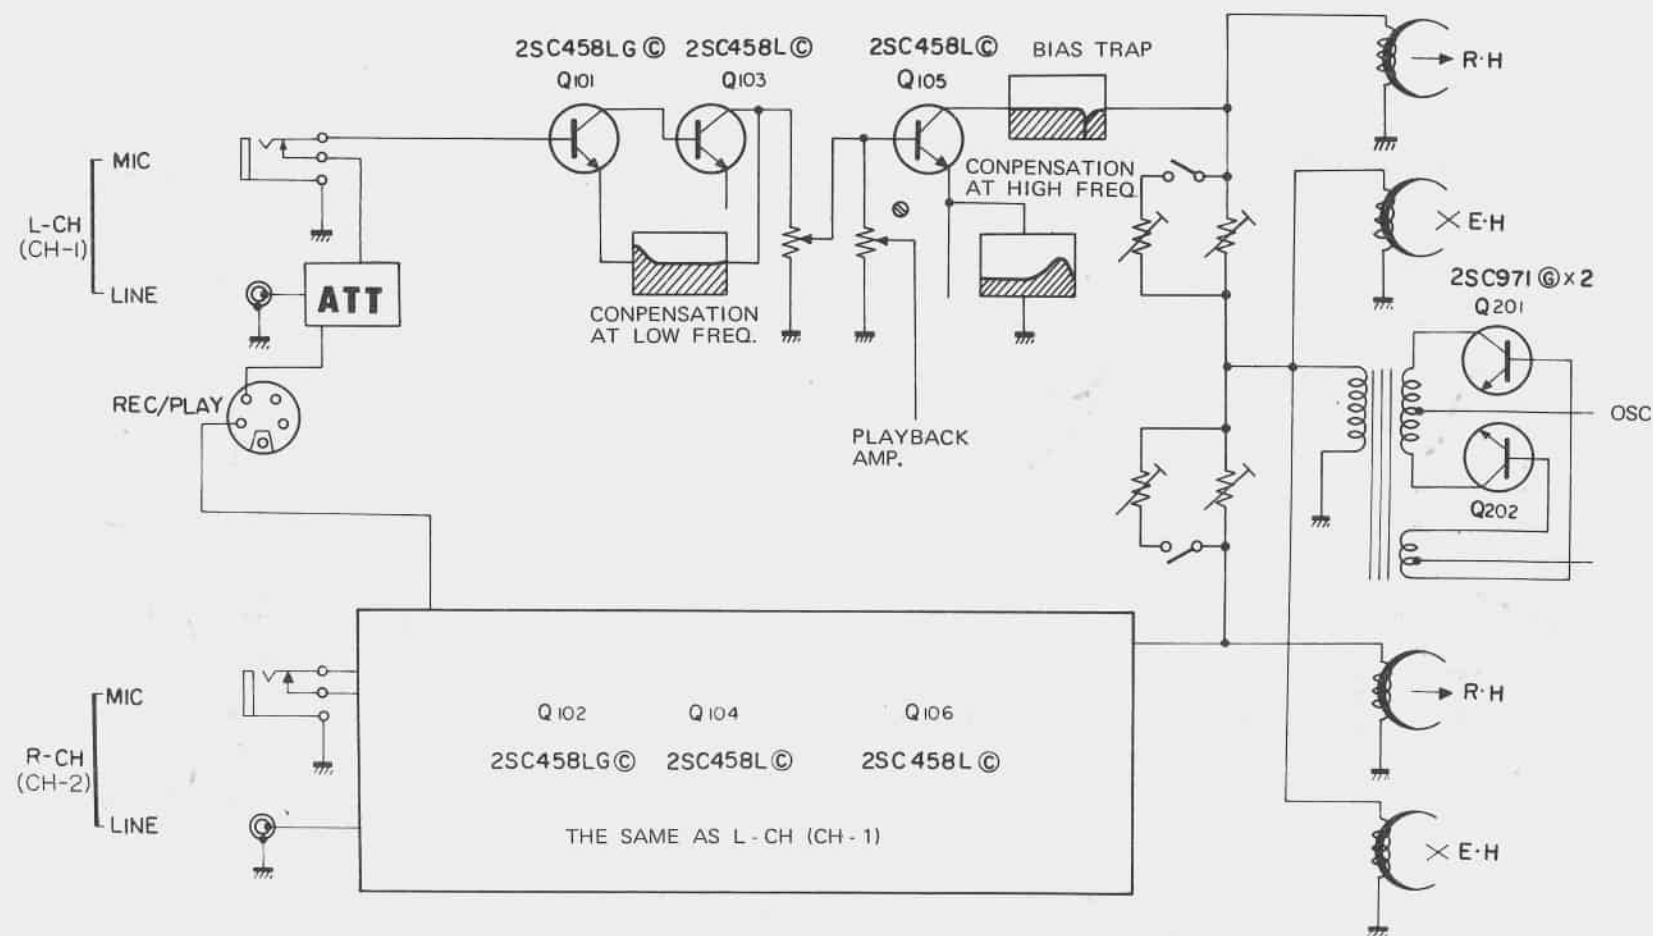 2SC458LG Ⓒ
Q101
2SC458L Ⓒ
Q103
2SC458L Ⓒ
Q105
BIAS TRAP
R·H
MIC
L-CH
(CH-1)
LINE
ATT
REC/PLAY
CONPENSATION
AT LOW FREQ.
CONPENSATION
AT HIGH FREQ
PLAYBACK
AMP.
E·H
2SC971 Ⓖ x 2
Q201
OSC
Q202
MIC
R-CH
(CH-2)
LINE
Q102
Q104
Q106
2SC458LG Ⓒ
2SC458L Ⓒ
2SC458L Ⓒ
THE SAME AS L-CH (CH-1)
R·H
E·H